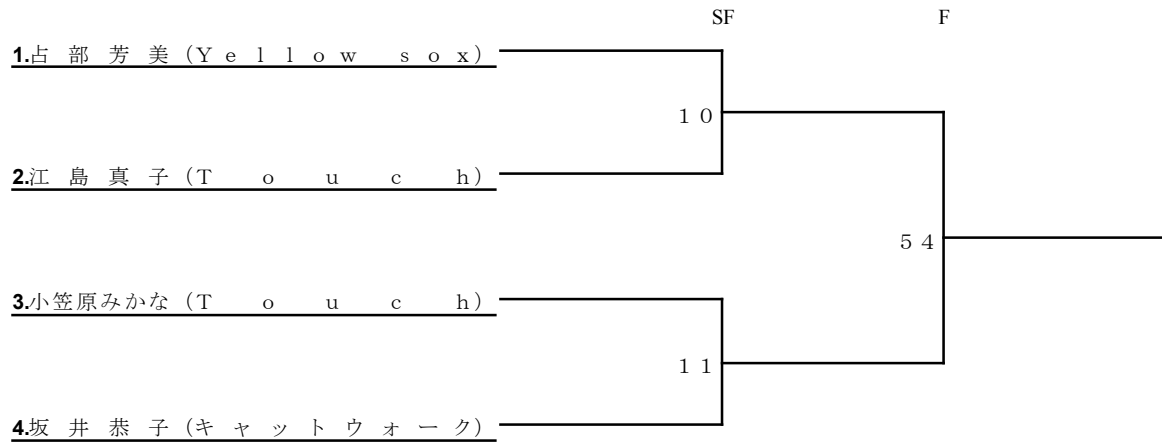 SF F
1.占部芳美(Yellow sox)
10
2.江島真子(Touch)
54
3.小笠原みかな(Touch)
11
4.坂井恭子(キャットウォーク)